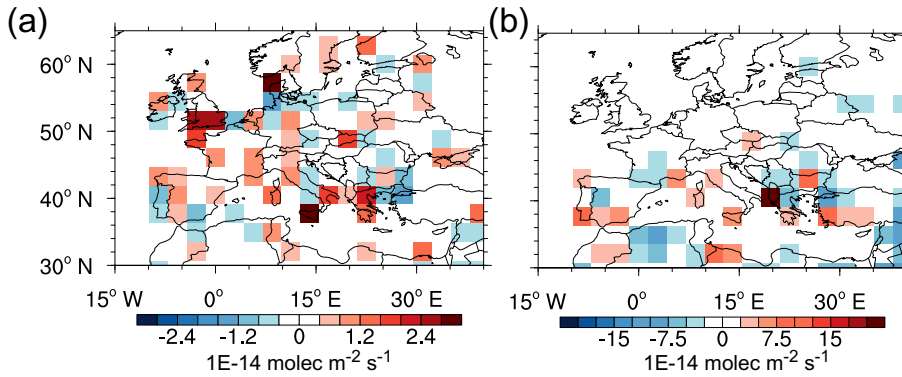 (a)
(b)
60° N
50° N
40° N
30° N
15° W 0° 15° E 30° E
15° W 0° 15° E 30° E
-2.4 -1.2 0 1.2 2.4
-15 -7.5 0 7.5 15
1E-14 molec m⁻² s⁻¹
1E-14 molec m⁻² s⁻¹